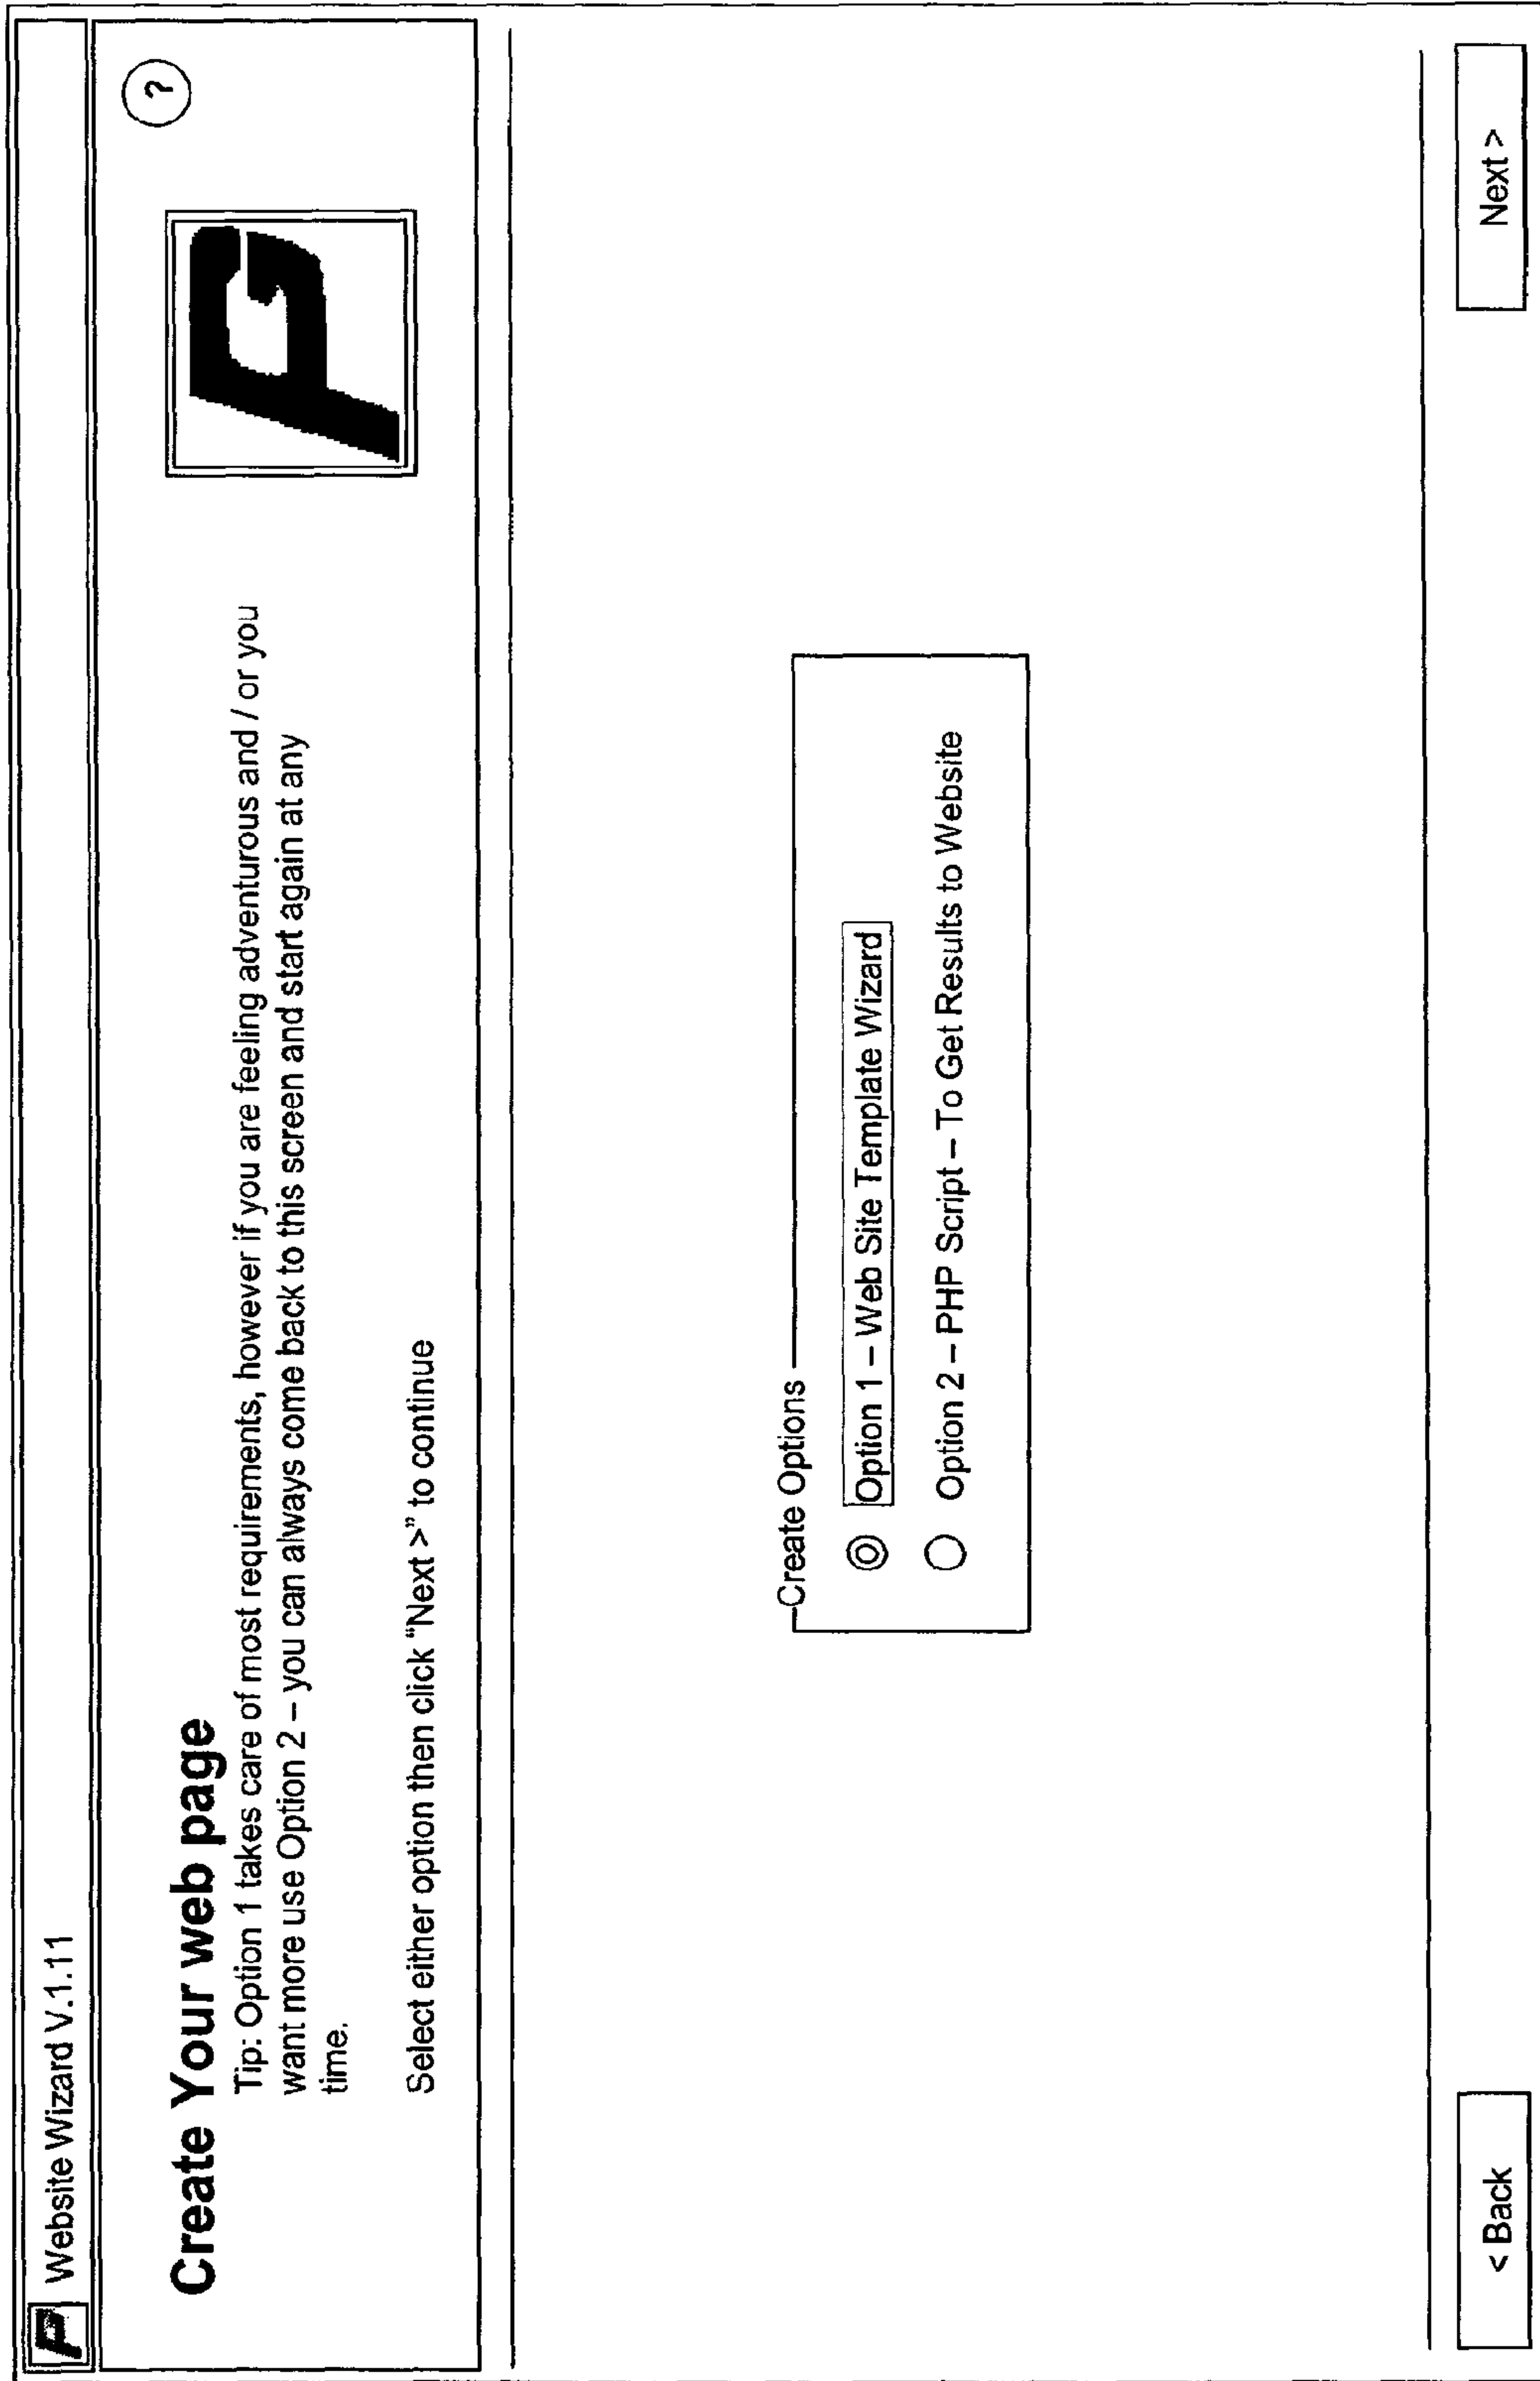 Website Wizard V.1.11
?
Create Your web page
Tip: Option 1 takes care of most requirements, however if you are feeling adventurous and / or you
want more use Option 2 – you can always come back to this screen and start again at any
time.
Select either option then click “Next >” to continue
PG
Create Options
Option 1 – Web Site Template Wizard
Option 2 – PHP Script – To Get Results to Website
< Back
Next >